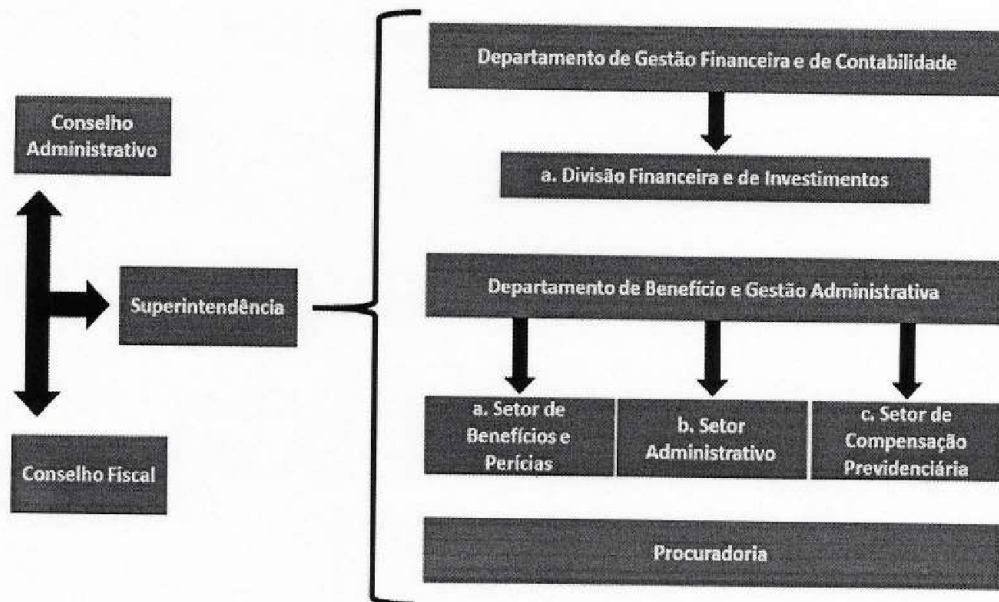 Conselho
Administrativo
Superintendência
Conselho Fiscal
Departamento de Gestão Financeira e de Contabilidade
a. Divisão Financeira e de Investimentos
Departamento de Benefício e Gestão Administrativa
a. Setor de
Benefícios e
Perícias
b. Setor
Administrativo
c. Setor de
Compensação
Previdenciária
Procuradoria